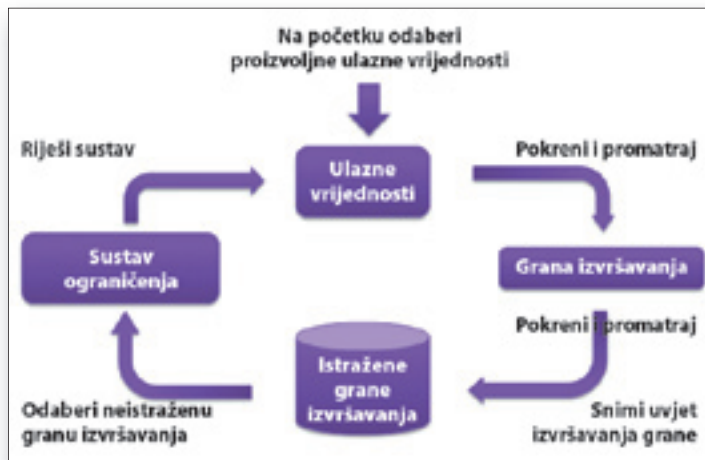 Na početku odaberi
proizvoljne ulazne vrijednosti
Riješi sustav
Ulazne
vrijednosti
Pokreni i promatraj
Sustav
ograničenja
Grana izvršavanja
Pokreni i promatraj
Istražene
grane
izvršavanja
Odaberi neistraženu
granu izvršavanja
Snimi uvjet
izvršavanja grane